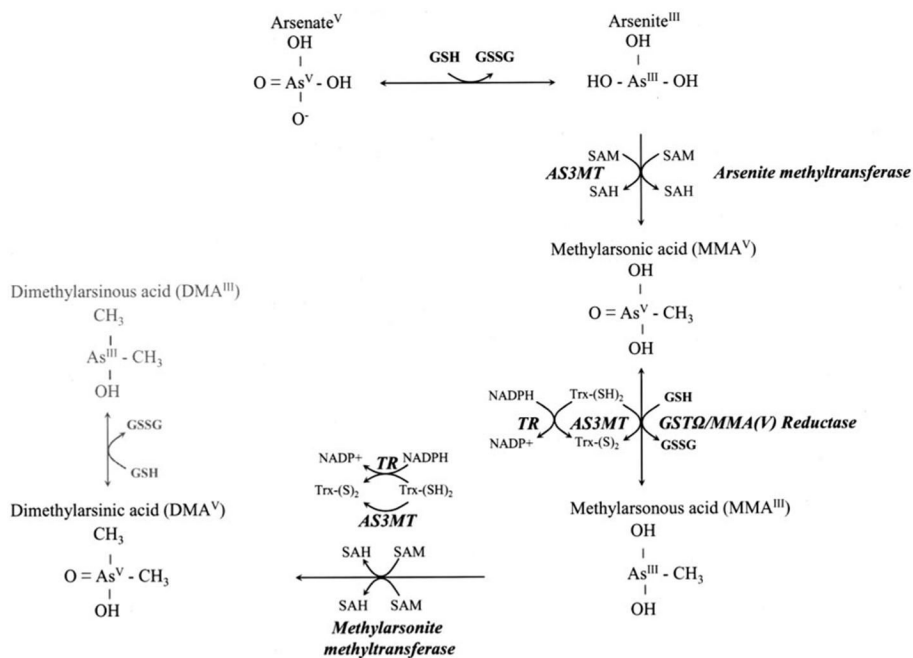 Arsenate^V
OH
O = As^V - OH
O^-
GSH GSSG
Arsenite^III
OH
HO - As^III - OH
SAM SAM
AS3MT Arsenite methyltransferase
SAH SAH
Methylarsonic acid (MMA^V)
OH
O = As^V - CH₃
OH
NADPH Trx-(SH)₂ GSH
TR AS3MT GSTΩ/MMA(V) Reductase
NADP+ Trx-(S)₂ GSSG
Methylarsonous acid (MMA^III)
OH
As^III - CH₃
OH
NADP+ TR NADPH
Trx-(S)₂ Trx-(SH)₂
AS3MT
SAH SAM
SAH SAM
Methylarsonite
methyltransferase
Dimethylarsinous acid (DMA^III)
CH₃
As^III - CH₃
OH
GSSG
GSH
Dimethylarsinic acid (DMA^V)
CH₃
O = As^V - CH₃
OH